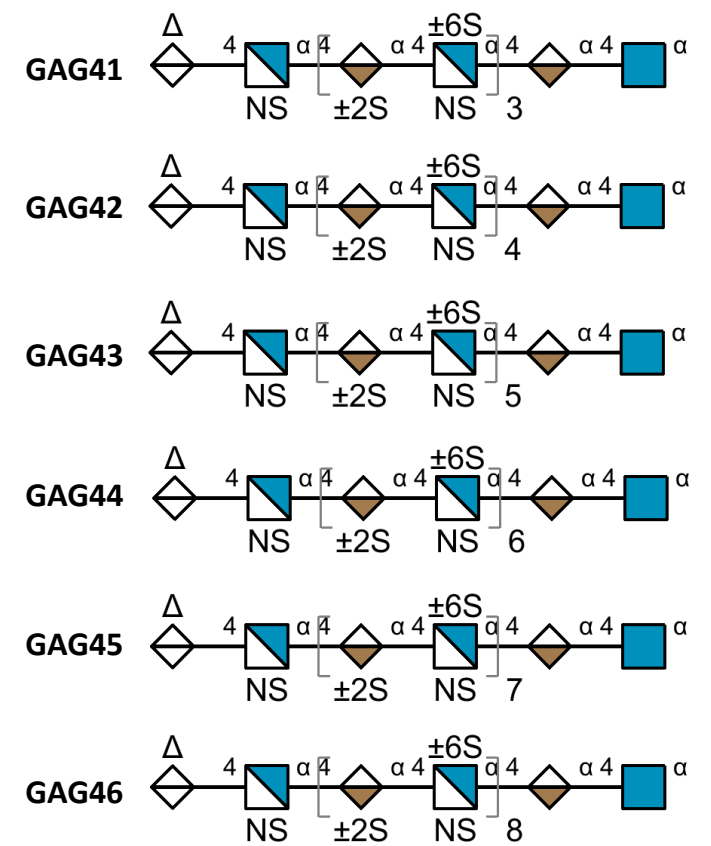 Δ ±6S
GAG41 4 α 4 α 4 α 4 α 4 α
NS ±2S NS 3
Δ ±6S
GAG42 4 α 4 α 4 α 4 α 4 α
NS ±2S NS 4
Δ ±6S
GAG43 4 α 4 α 4 α 4 α 4 α
NS ±2S NS 5
Δ ±6S
GAG44 4 α 4 α 4 α 4 α 4 α
NS ±2S NS 6
Δ ±6S
GAG45 4 α 4 α 4 α 4 α 4 α
NS ±2S NS 7
Δ ±6S
GAG46 4 α 4 α 4 α 4 α 4 α
NS ±2S NS 8